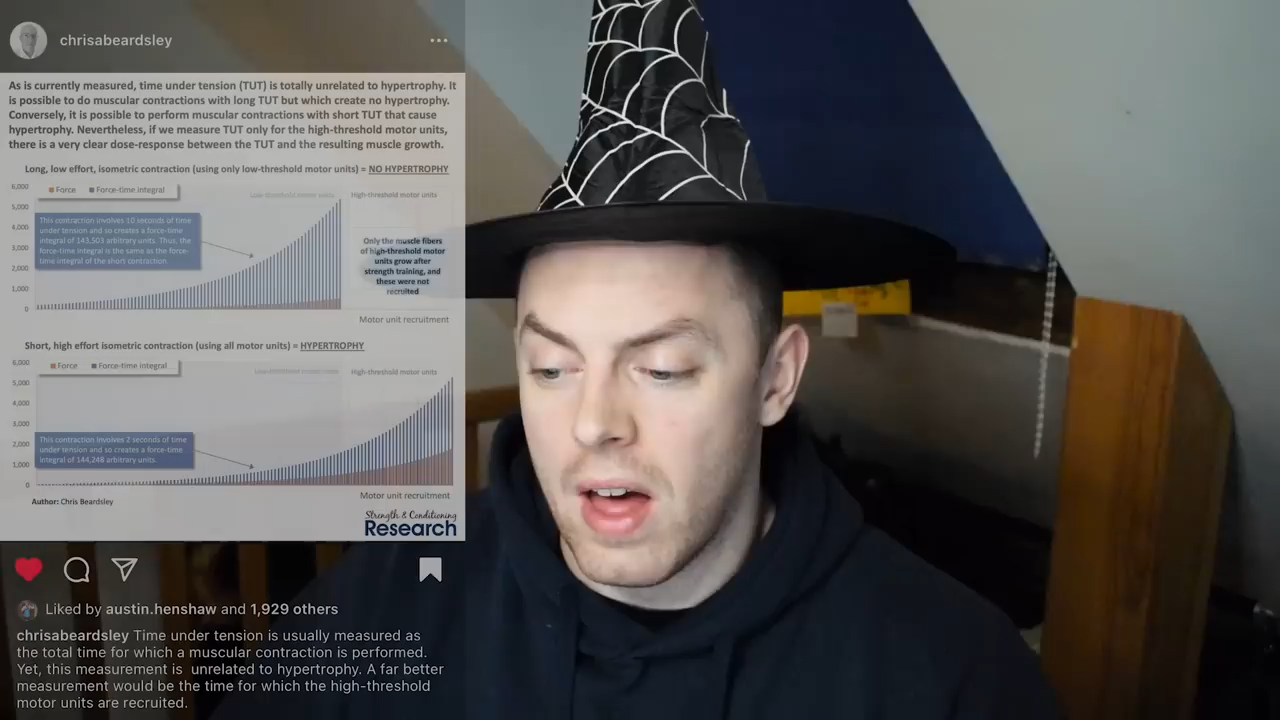 chrisabeardsley
As is currently measured, time under tension (TUT) is totally unrelated to hypertrophy. It
is possible to do muscular contractions with long TUT but which create no hypertrophy.
Conversely, it is possible to perform muscular contractions with short TUT that cause
hypertrophy. Nevertheless, if we measure TUT only for the high-threshold motor units,
there is a very clear dose-response between the TUT and the resulting muscle growth.
Long, low effort, isometric contraction (using only low-threshold motor units) = NO HYPERTROPHY
6,000
Force
Force-time integral
Low-threshold motor units
High-threshold motor units
5,000
4,000
3,000
2,000
1,000
0
This contraction involves 10 seconds of time
under tension and so creates a force-time
integral of 143,503 arbitrary units. Thus, the
force-time integral is the same as the force-
time integral of the short contraction.
Only the muscle fibers
of high-threshold motor
units grow after
strength training, and
these were not
recruited
Motor unit recruitment
Short, high effort isometric contraction (using all motor units) = HYPERTROPHY
6,000
Force
Force-time integral
Low-threshold motor units
High-threshold motor units
5,000
4,000
3,000
2,000
1,000
0
This contraction involves 2 seconds of time
under tension and so creates a force-time
integral of 144,248 arbitrary units.
Motor unit recruitment
Author: Chris Beardsley
Strength & Conditioning
Research
Liked by austin.henshaw and 1,929 others
chrisabeardsley Time under tension is usually measured as
the total time for which a muscular contraction is performed.
Yet, this measurement is unrelated to hypertrophy. A far better
measurement would be the time for which the high-threshold
motor units are recruited.